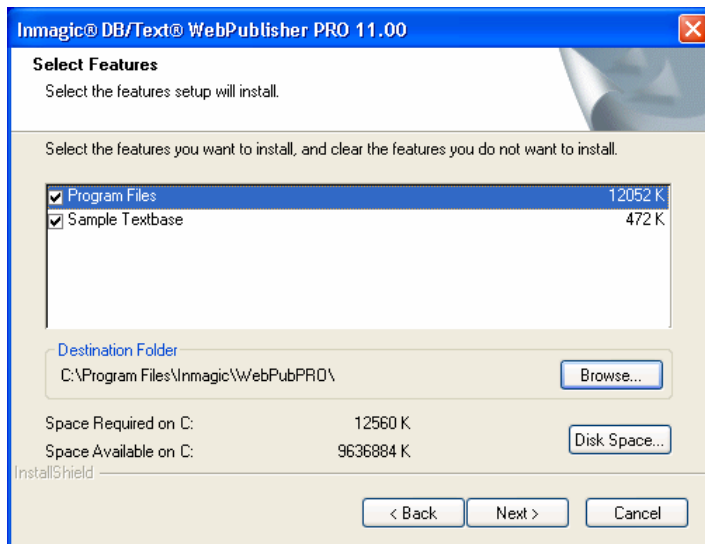 Inmagic® DB/Text® WebPublisher PRO 11.00
Select Features
Select the features setup will install.
Select the features you want to install, and clear the features you do not want to install.
Program Files 12052 K
Sample Textbase 472 K
Destination Folder
C:\Program Files\Inmagic\WebPubPRO\ Browse...
Space Required on C: 12560 K
Disk Space...
Space Available on C: 9636884 K
InstallShield
< Back Next > Cancel